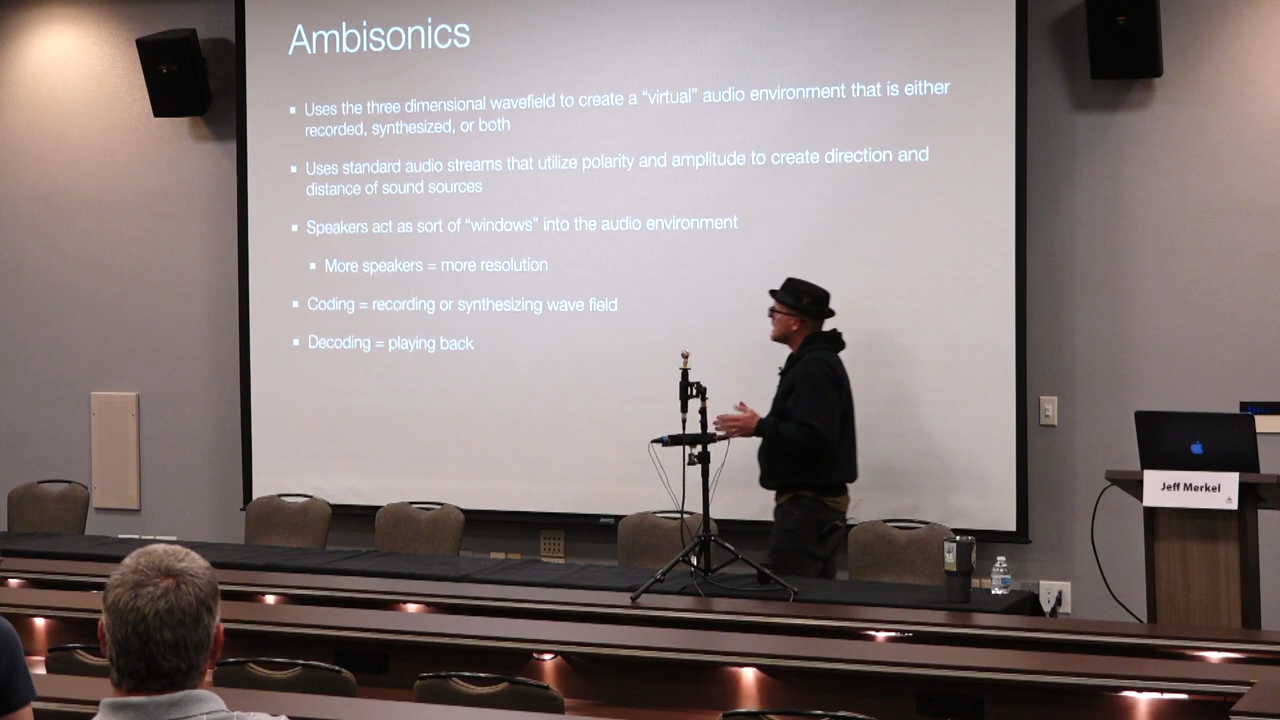 Ambisonics
▪ Uses the three dimensional wavefield to create a “virtual” audio environment that is either
recorded, synthesized, or both
▪ Uses standard audio streams that utilize polarity and amplitude to create direction and
distance of sound sources
▪ Speakers act as sort of “windows” into the audio environment
▪ More speakers = more resolution
▪ Coding = recording or synthesizing wave field
▪ Decoding = playing back
Jeff Merkel